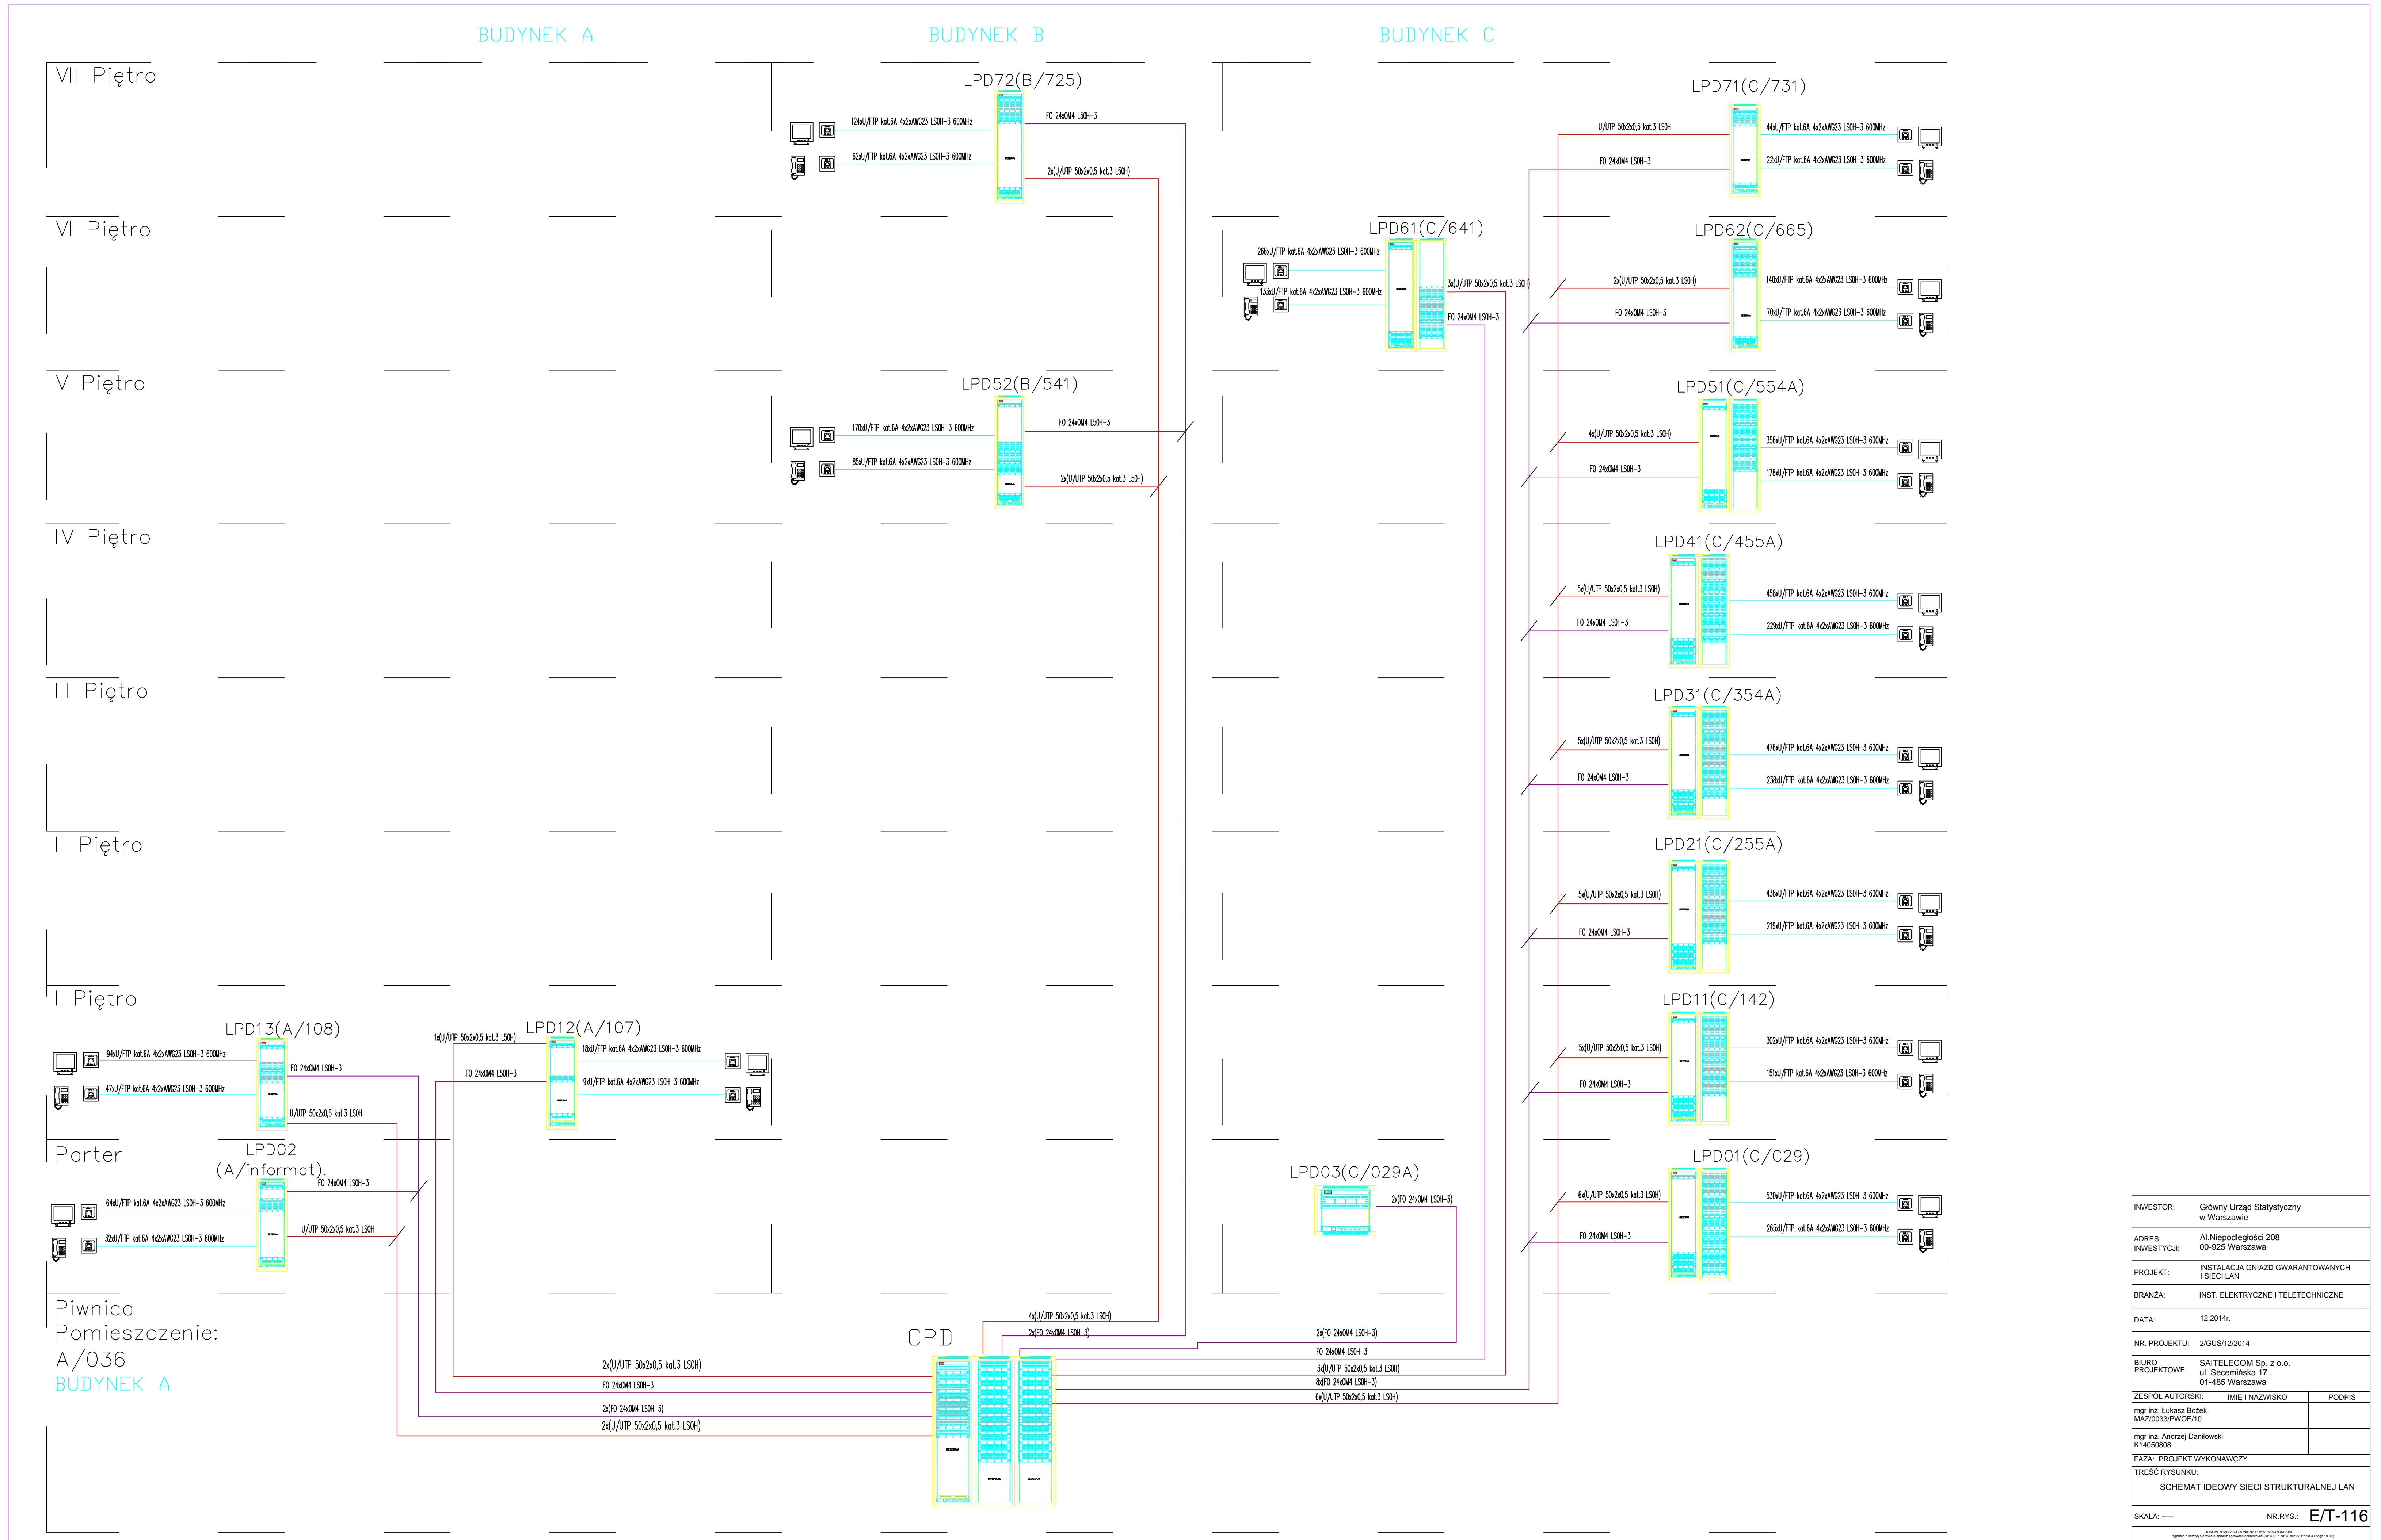 BUDYNEK A
BUDYNEK B
BUDYNEK C
VII Piętro
LPD72(B/725)
124xU/FTP kat.6A 4x2xAWG23 LSOH-3 600MHz
62xU/FTP kat.6A 4x2xAWG23 LSOH-3 600MHz
FO 24xOM4 L50H-3
2x(U/UTP 50x2x0,5 kat.3 L50H)
LPD71(C/731)
U/UTP 50x2x0,5 kat.3 LSOH
FO 24xOM4 LSOH-3
44xU/FTP kat.6A 4x2xAWG23 LSOH-3 600MHz
22xU/FTP kat.6A 4x2xAWG23 LSOH-3 600MHz
VI Piętro
LPD61(C/641)
266xU/FTP kat.6A 4x2xAWG23 LSOH-3 600MHz
133xU/FTP kat.6A 4x2xAWG23 LSOH-3 600MHz
3x(U/UTP 50x2x0,5 kat.3 LSOH)
FO 24xOM4 LSOH-3
LPD62(C/665)
2x(U/UTP 50x2x0,5 kat.3 LSOH)
FO 24xOM4 LSOH-3
140xU/FTP kat.6A 4x2xAWG23 LSOH-3 600MHz
70xU/FTP kat.6A 4x2xAWG23 LSOH-3 600MHz
V Piętro
LPD52(B/541)
170xU/FTP kat.6A 4x2xAWG23 LSOH-3 600MHz
85xU/FTP kat.6A 4x2xAWG23 LSOH-3 600MHz
FO 24xOM4 L50H-3
2x(U/UTP 50x2x0,5 kat.3 L50H)
LPD51(C/554A)
4x(U/UTP 50x2x0,5 kat.3 LSOH)
FO 24xOM4 LSOH-3
356xU/FTP kat.6A 4x2xAWG23 LSOH-3 600MHz
178xU/FTP kat.6A 4x2xAWG23 LSOH-3 600MHz
IV Piętro
LPD41(C/455A)
5x(U/UTP 50x2x0,5 kat.3 LSOH)
FO 24xOM4 LSOH-3
458xU/FTP kat.6A 4x2xAWG23 LSOH-3 600MHz
229xU/FTP kat.6A 4x2xAWG23 LSOH-3 600MHz
III Piętro
LPD31(C/354A)
5x(U/UTP 50x2x0,5 kat.3 LSOH)
FO 24xOM4 LSOH-3
476xU/FTP kat.6A 4x2xAWG23 LSOH-3 600MHz
238xU/FTP kat.6A 4x2xAWG23 LSOH-3 600MHz
II Piętro
LPD21(C/255A)
5x(U/UTP 50x2x0,5 kat.3 LSOH)
FO 24xOM4 LSOH-3
438xU/FTP kat.6A 4x2xAWG23 LSOH-3 600MHz
219xU/FTP kat.6A 4x2xAWG23 LSOH-3 600MHz
I Piętro
LPD13(A/108)
94xU/FTP kat.6A 4x2xAWG23 LSOH-3 600MHz
47xU/FTP kat.6A 4x2xAWG23 LSOH-3 600MHz
FO 24xOM4 LSOH-3
U/UTP 50x2x0,5 kat.3 LSOH
LPD12(A/107)
1x(U/UTP 50x2x0,5 kat.3 L50H)
FO 24xOM4 L50H-3
18xU/FTP kat.6A 4x2xAWG23 LSOH-3 600MHz
9xU/FTP kat.6A 4x2xAWG23 LSOH-3 600MHz
LPD11(C/142)
5x(U/UTP 50x2x0,5 kat.3 LSOH)
FO 24xOM4 LSOH-3
302xU/FTP kat.6A 4x2xAWG23 LSOH-3 600MHz
151xU/FTP kat.6A 4x2xAWG23 LSOH-3 600MHz
Parter
LPD02
(A/informat).
64xU/FTP kat.6A 4x2xAWG23 LSOH-3 600MHz
32xU/FTP kat.6A 4x2xAWG23 LSOH-3 600MHz
FO 24xOM4 LSOH-3
U/UTP 50x2x0,5 kat.3 LSOH
LPD03(C/029A)
2x(FO 24xOM4 LSOH-3)
LPD01(C/C29)
6x(U/UTP 50x2x0,5 kat.3 LSOH)
FO 24xOM4 LSOH-3
530xU/FTP kat.6A 4x2xAWG23 LSOH-3 600MHz
265xU/FTP kat.6A 4x2xAWG23 LSOH-3 600MHz
Piwnica
Pomieszczenie:
A/036
BUDYNEK A
CPD
4x(U/UTP 50x2x0,5 kat.3 LSOH)
2x(FO 24xOM4 LSOH-3)
2x(U/UTP 50x2x0,5 kat.3 LSOH)
FO 24xOM4 LSOH-3
2x(FO 24xOM4 LSOH-3)
2x(U/UTP 50x2x0,5 kat.3 LSOH)
2x(FO 24xOM4 LSOH-3)
FO 24xOM4 LSOH-3
3x(U/UTP 50x2x0,5 kat.3 LSOH)
8x(FO 24xOM4 LSOH-3)
6x(U/UTP 50x2x0,5 kat.3 LSOH)
INWESTOR: Główny Urząd Statystyczny
w Warszawie
ADRES INWESTYCJI: Al.Niepodległości 208
00-925 Warszawa
PROJEKT: INSTALACJA GNIAZD GWARANTOWANYCH
I SIECI LAN
BRANŻA: INST. ELEKTRYCZNE I TELETECHNICZNE
DATA: 12.2014r.
NR. PROJEKTU: 2/GUS/12/2014
BIURO PROJEKTOWE: SAITELECOM Sp. z o.o.
ul. Secemińska 17
01-485 Warszawa
ZESPÓŁ AUTORSKI: IMIĘ I NAZWISKO PODPIS
mgr inż. Łukasz Bożek
MAZ/0033/PWOE/10
mgr inż. Andrzej Daniłowski
K14050808
FAZA: PROJEKT WYKONAWCZY
TREŚĆ RYSUNKU:
SCHEMAT IDEOWY SIECI STRUKTURALNEJ LAN
SKALA: ----- NR.RYS.: E/T-116
DOKUMENTACJA CHRONIONA PRAWEM AUTORSKIM